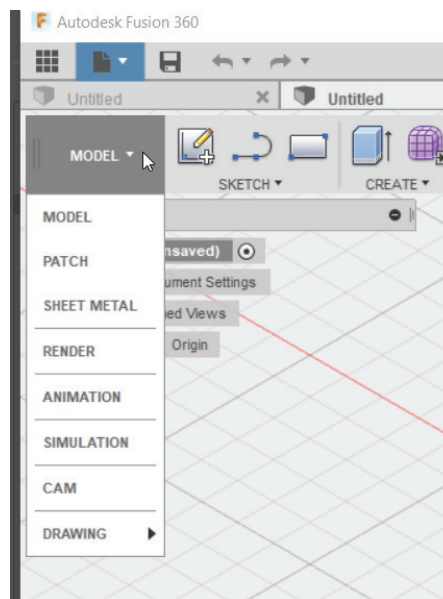 Autodesk Fusion 360
Untitled
Untitled
MODEL
SKETCH
CREATE
MODEL
PATCH
nsaved)
SHEET METAL
ument Settings
ned Views
RENDER
Origin
ANIMATION
SIMULATION
CAM
DRAWING